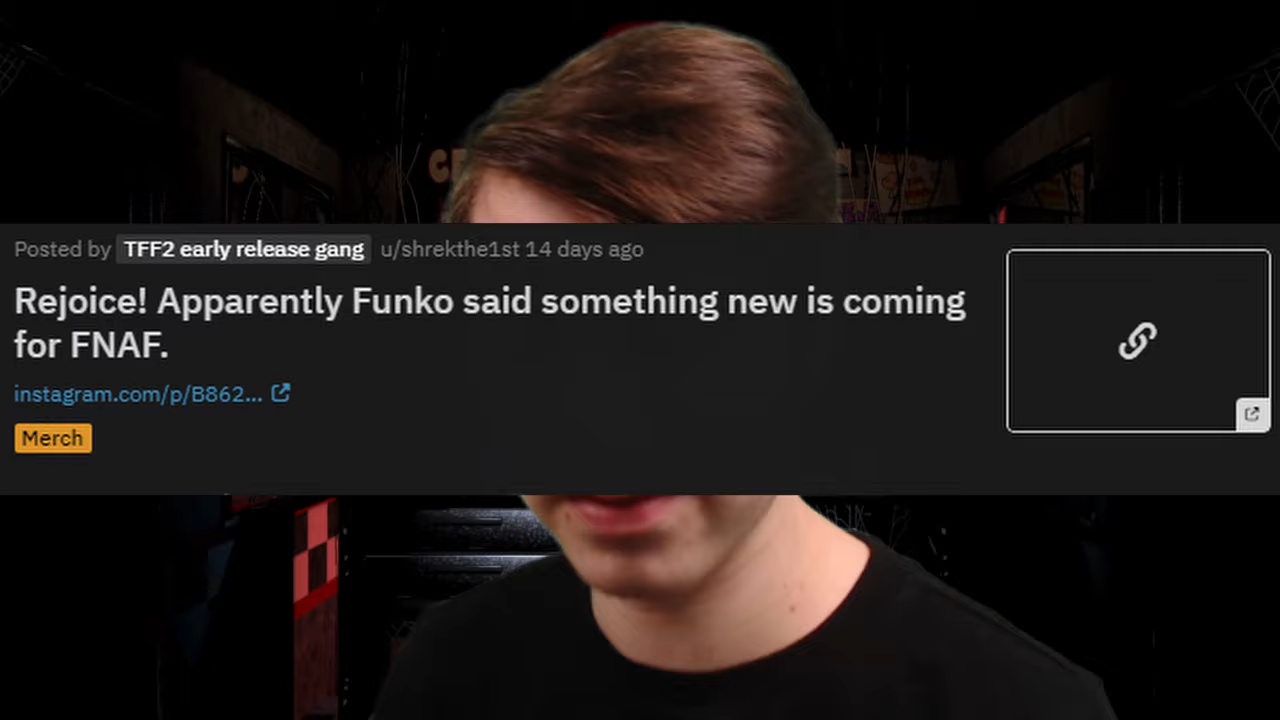 Posted by TFF2 early release gang u/shrekthe1st 14 days ago
Rejoice! Apparently Funko said something new is coming
for FNAF.
instagram.com/p/B862...
Merch